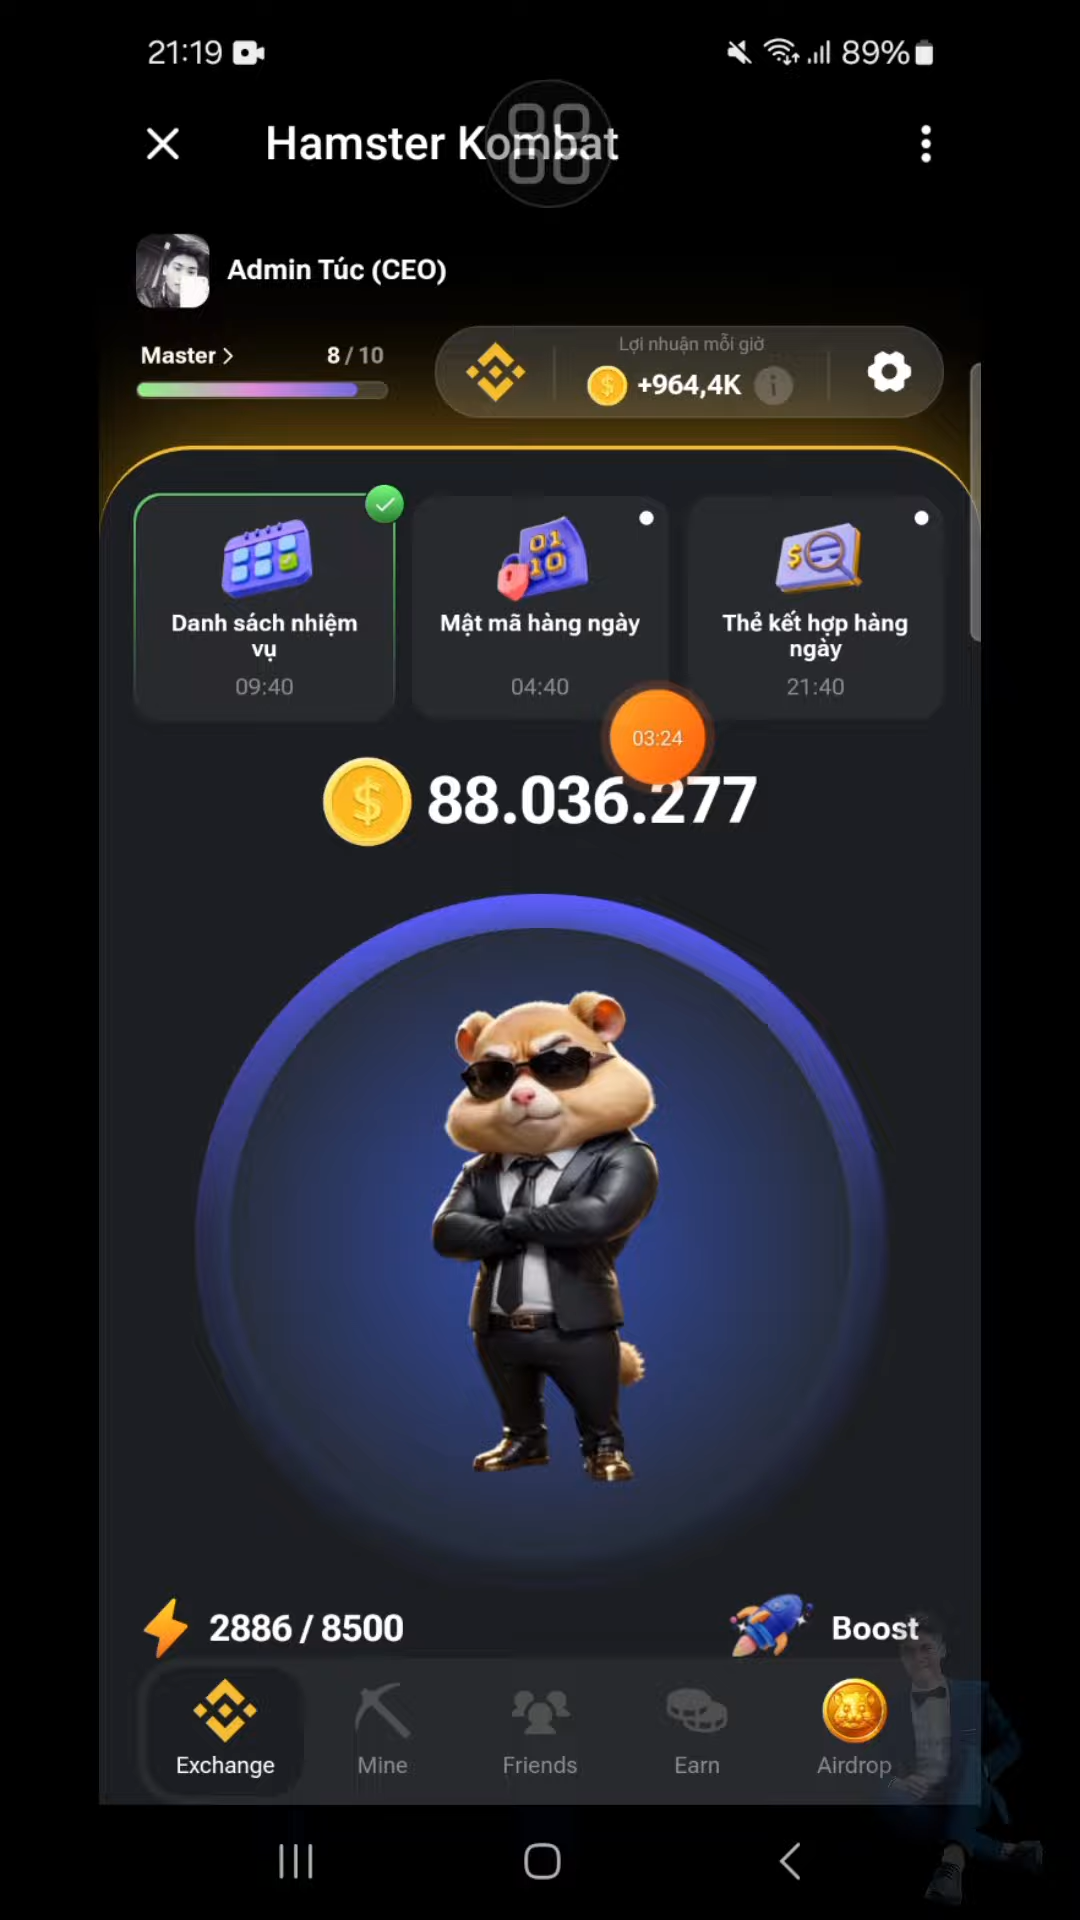 21:19
89%
Hamster Kombat
Admin Túc (CEO)
Master
8 / 10
Lợi nhuận mỗi giờ
+964,4K
Danh sách nhiệm
vụ
09:40
Mật mã hàng ngày
04:40
Thẻ kết hợp hàng
ngày
21:40
03:24
88.036.277
2886 / 8500
Boost
Exchange
Mine
Friends
Earn
Airdrop